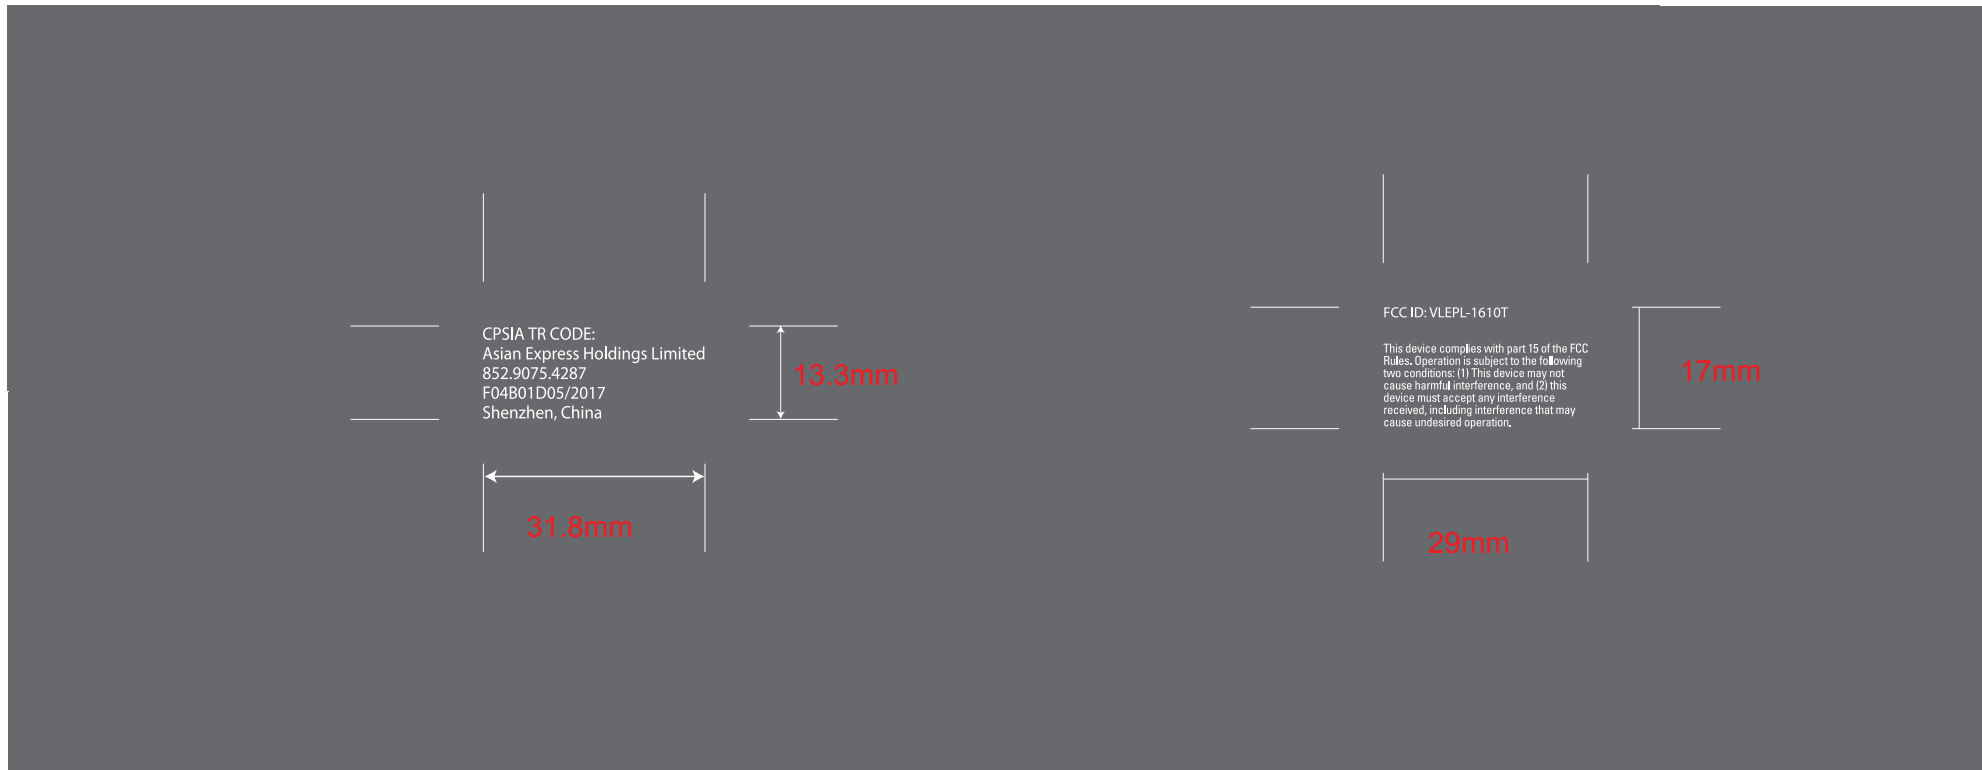 CPSIA TR CODE:
Asian Express Holdings Limited
852.9075.4287
F04B01D05/2017
Shenzhen, China
13.3mm
31.8mm
FCC ID: VLEPL-1610T
This device complies with part 15 of the FCC
Rules. Operation is subject to the following
two conditions: (1) This device may not
cause harmful interference, and (2) this
device must accept any interference
received, including interference that may
cause undesired operation.
17mm
29mm